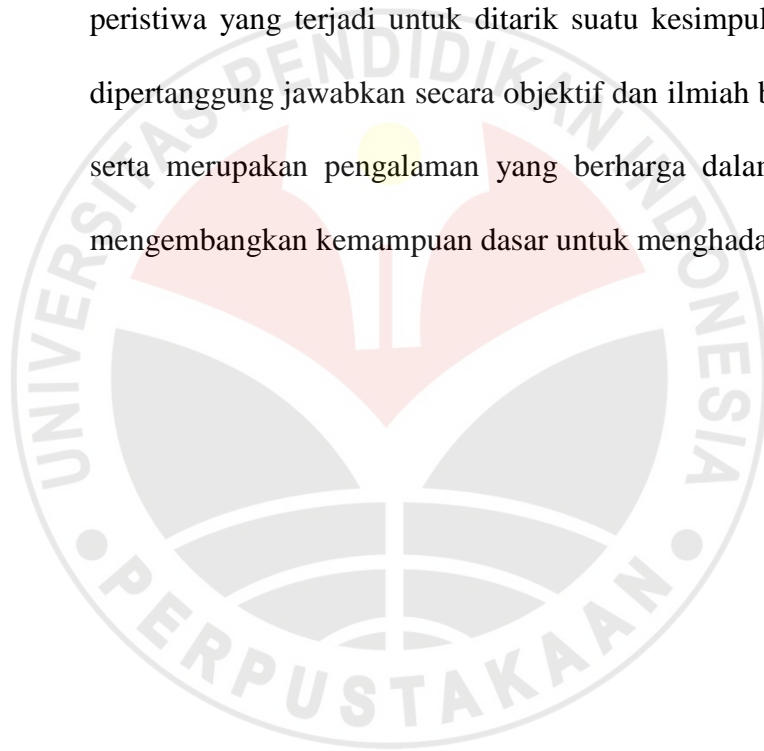 peristiwa yang terjadi untuk ditarik suatu kesimpul
dipertanggung jawabkan secara objektif dan ilmiah b
serta merupakan pengalaman yang berharga dalam
mengembangkan kemampuan dasar untuk menghada
UNIVERSITAS PENDIDIKAN INDONESIA
PERPUSTAKAAN